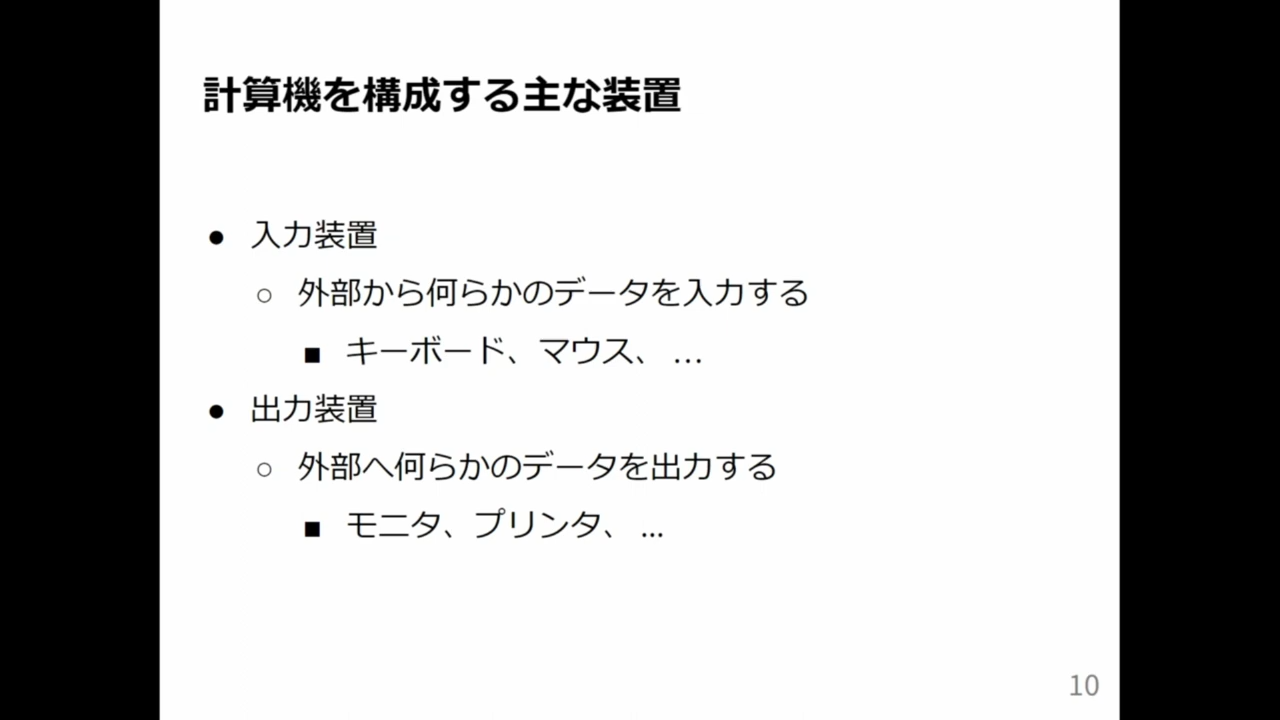 計算機を構成する主な装置
● 入力装置
○ 外部から何らかのデータを入力する
■ キーボード、マウス、 …
● 出力装置
○ 外部へ何らかのデータを出力する
■ モニタ、プリンタ、 ...
10